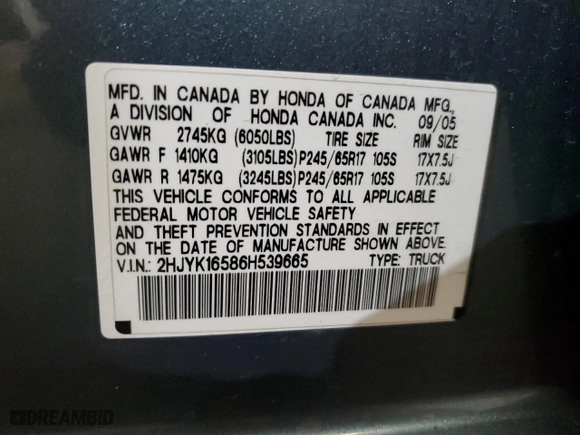 MFD. IN CANADA BY HONDA OF CANADA MFG.,
A DIVISION OF HONDA CANADA INC. 09/05
GVWR 2745KG (6050LBS) TIRE SIZE RIM SIZE
GAWR F 1410KG (3105LBS) P245/65R17 105S 17X7.5J
GAWR R 1475KG (3245LBS) P245/65R17 105S 17X7.5J
THIS VEHICLE CONFORMS TO ALL APPLICABLE
FEDERAL MOTOR VEHICLE SAFETY
AND THEFT PREVENTION STANDARDS IN EFFECT
ON THE DATE OF MANUFACTURE SHOWN ABOVE.
V.I.N.: 2HJYK16586H539665 TYPE: TRUCK
DREAMBID